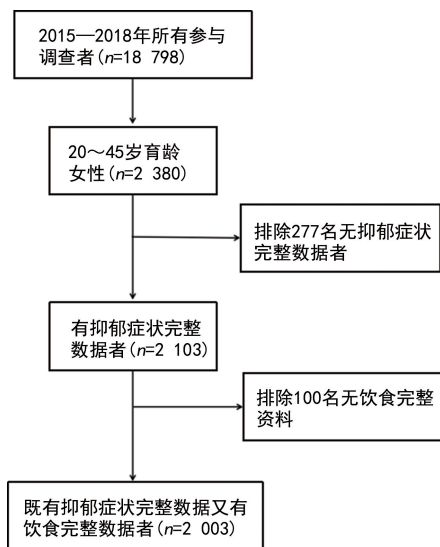 2015—2018年所有参与
调查者(n=18 798)
20～45岁育龄
女性(n=2 380)
排除277名无抑郁症状
完整数据者
有抑郁症状完整
数据者(n=2 103)
排除100名无饮食完整
资料
既有抑郁症状完整数据又有
饮食完整数据者(n=2 003)